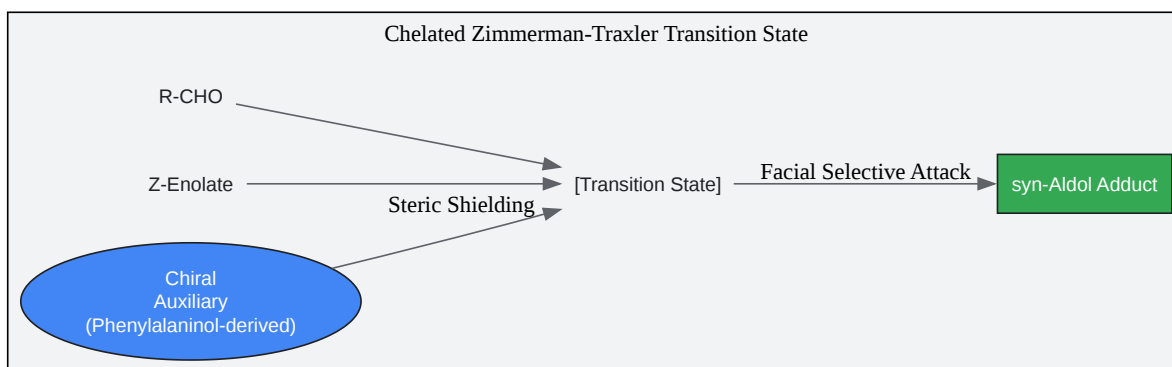 Chelated Zimmerman-Traxler Transition State
R-CHO
Z-Enolate
[Transition State]
Facial Selective Attack
syn-Aldol Adduct
Steric Shielding
Chiral
Auxiliary
(Phenylalaninol-derived)